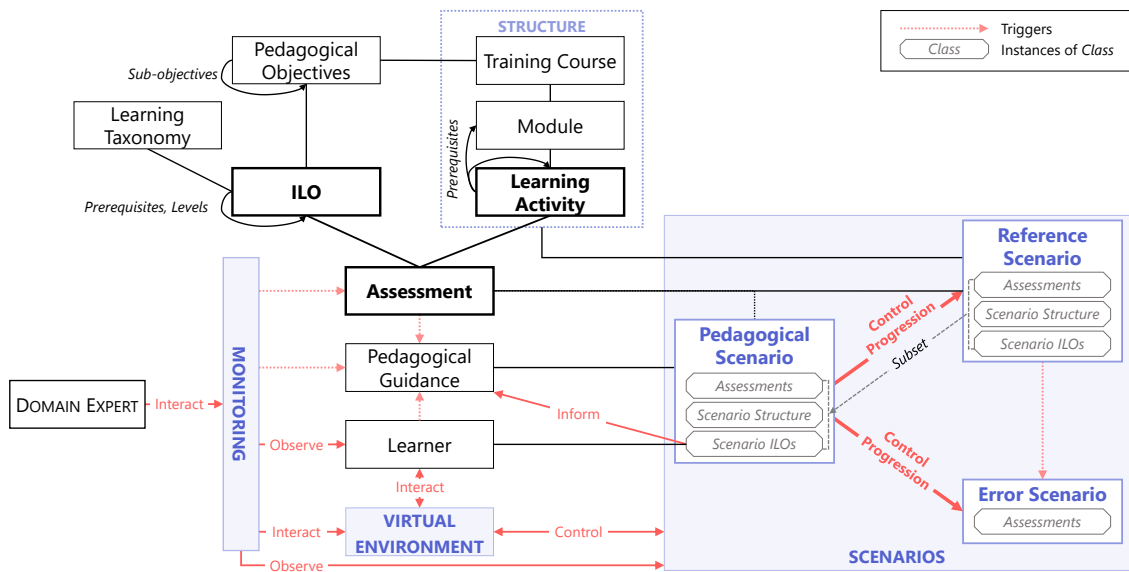 STRUCTURE
Pedagogical
Objectives
Training Course
Sub-objectives
Learning
Taxonomy
Module
Prerequisites
ILO
Learning
Activity
Prerequisites, Levels
Triggers
Class
Instances of Class
Reference
Scenario
Assessments
Scenario Structure
Scenario ILOs
Assessment
Control
Progression
Subset
Pedagogical
Scenario
Assessments
Scenario Structure
Scenario ILOs
Pedagogical
Guidance
MONITORING
DOMAIN EXPERT
Interact
Inform
Observe
Learner
Interact
Control
Progression
Error Scenario
Assessments
Interact
VIRTUAL
ENVIRONMENT
Control
Observe
SCENARIOS